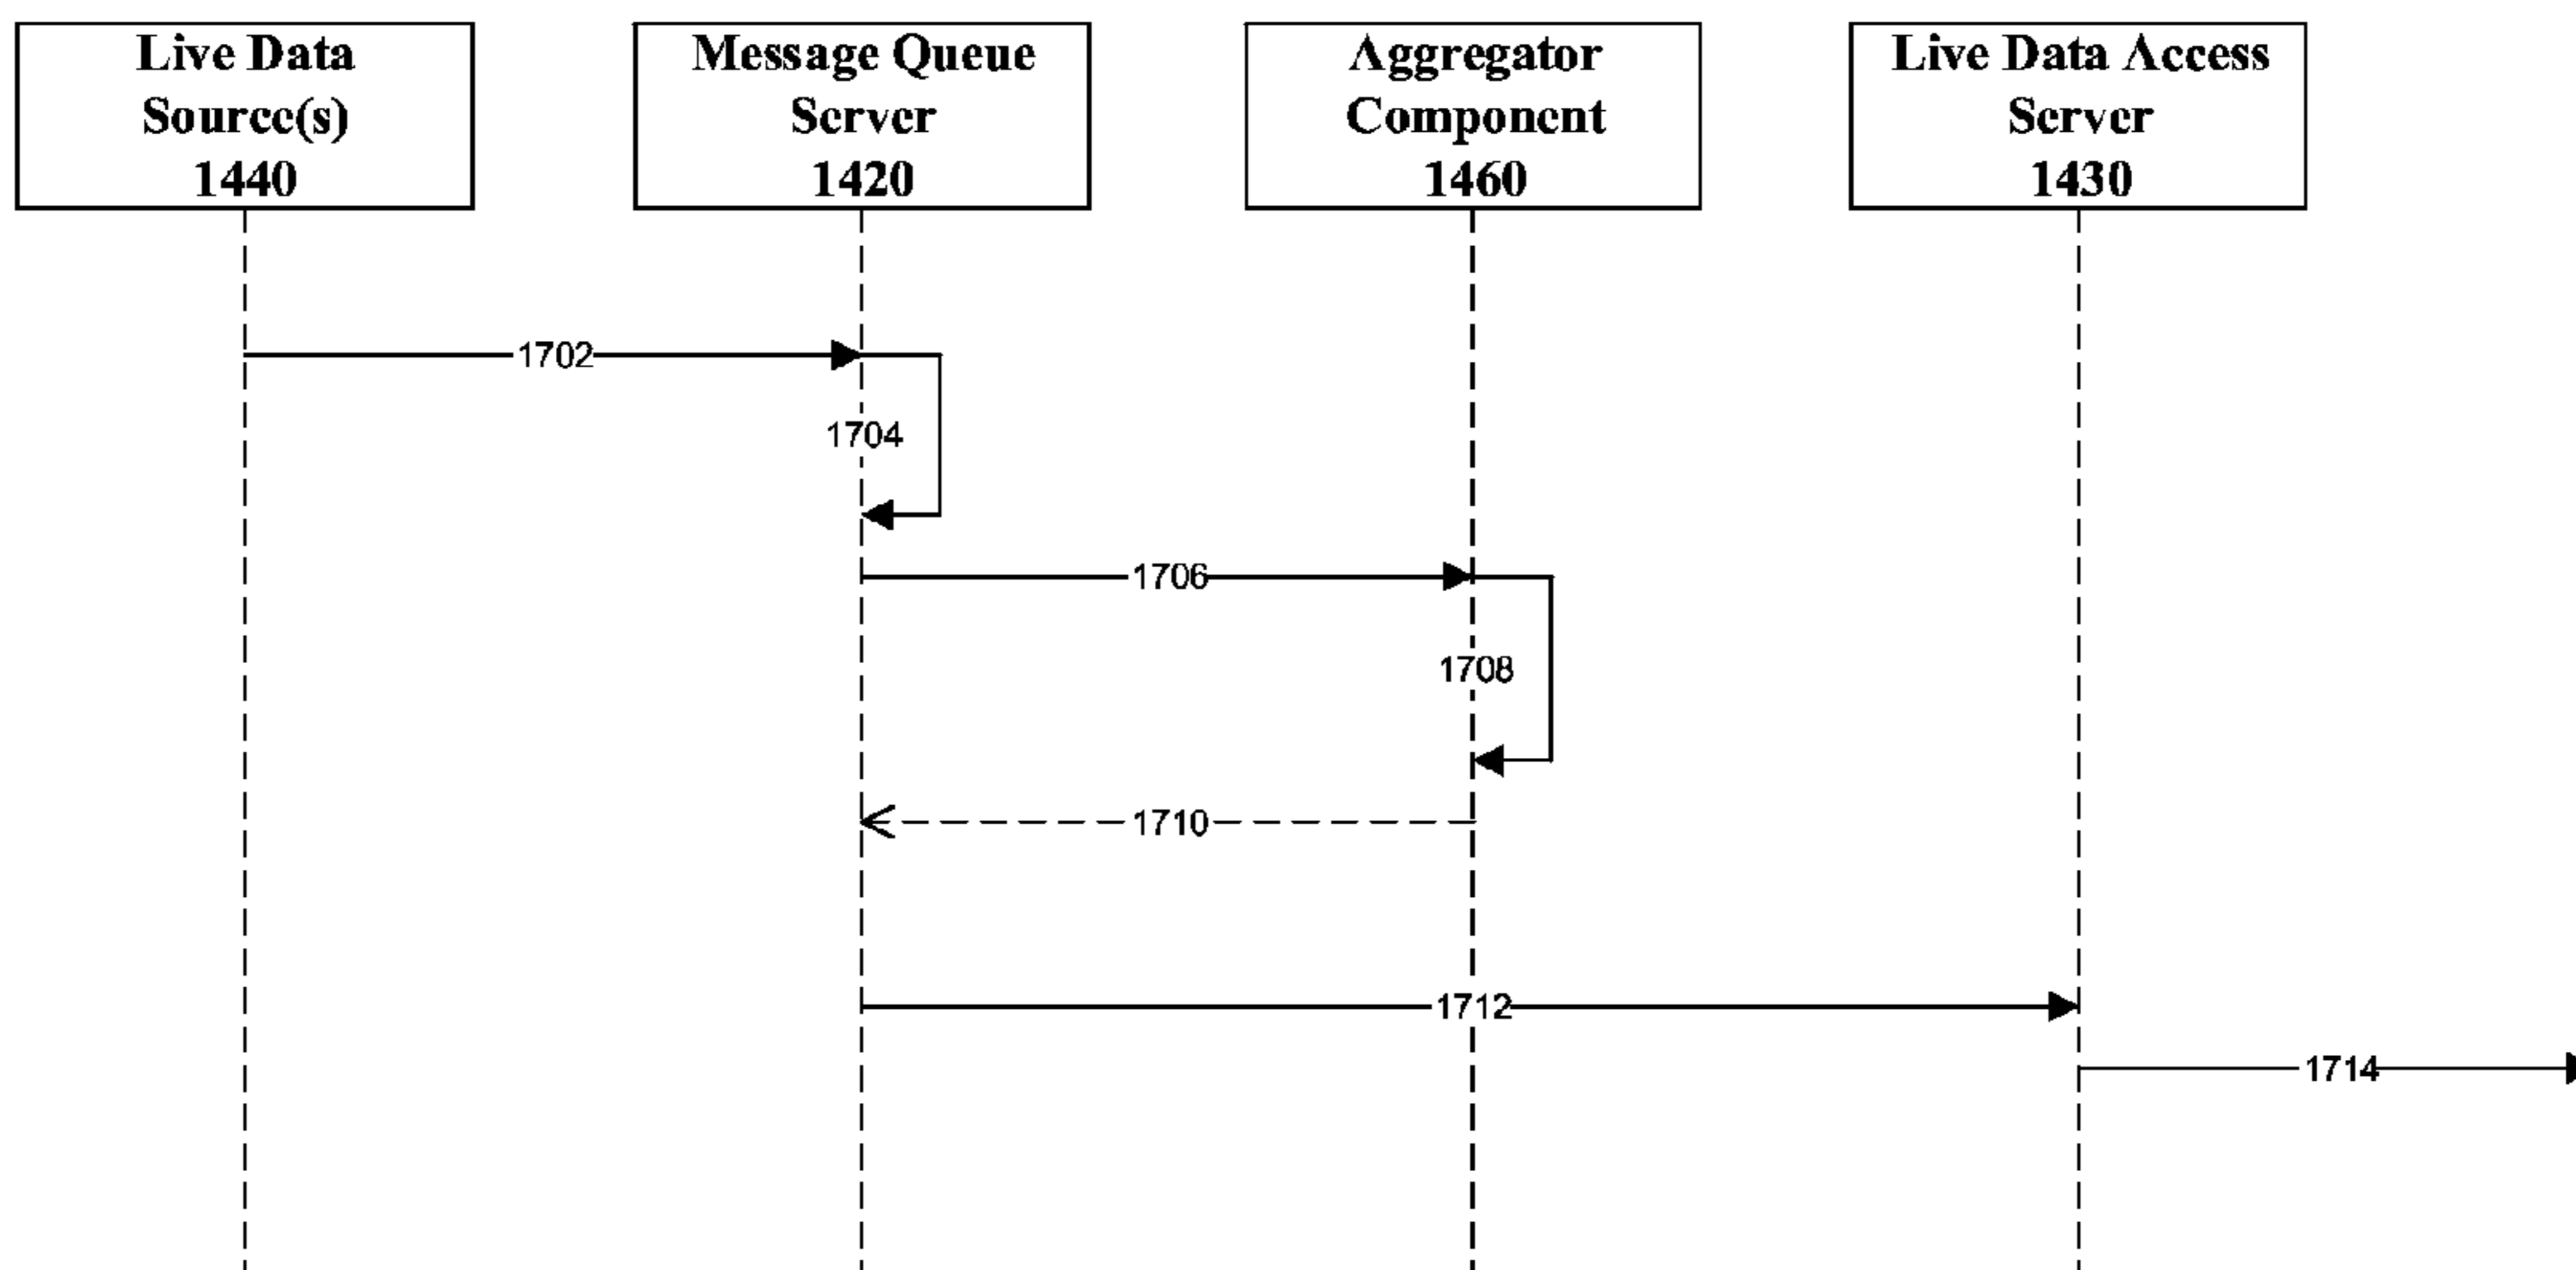 Live Data
Source(s)
1440
Message Queue
Server
1420
Aggregator
Component
1460
Live Data Access
Server
1430
1702
1704
1706
1708
1710
1712
1714